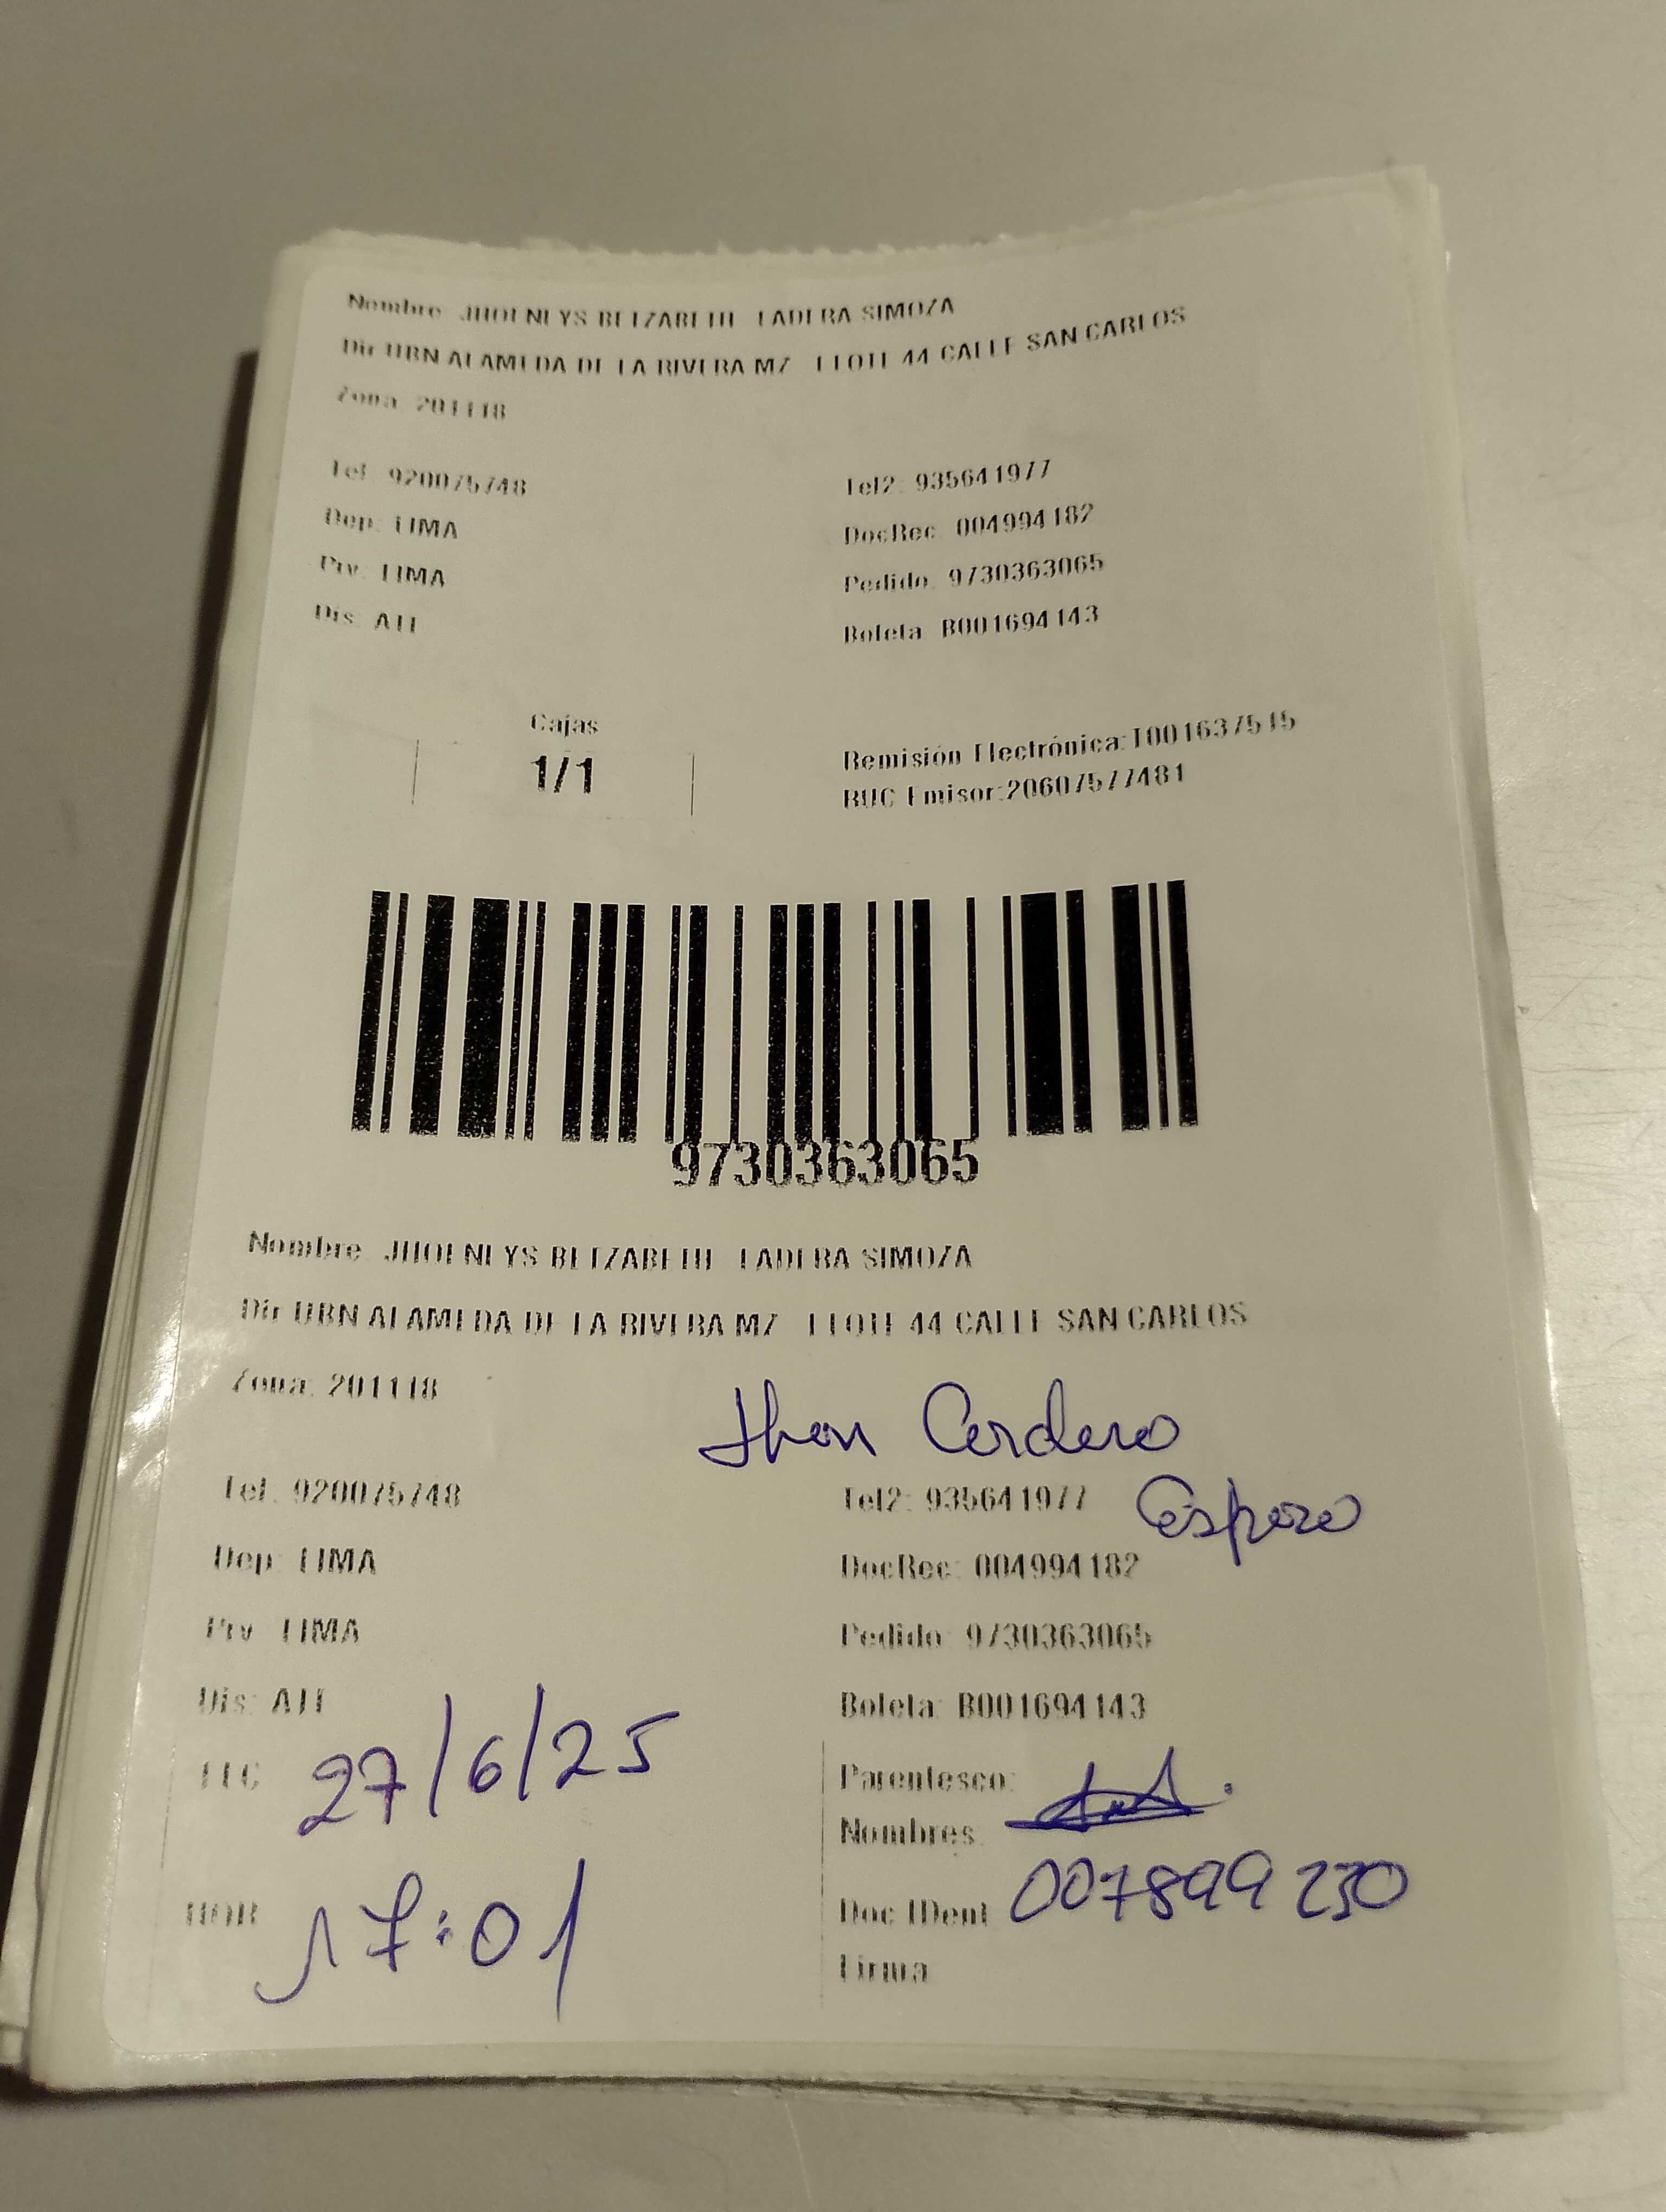 Nombre: JHOENLYS BETZABETH LADERA SIMOZA
Dir: URN ALAMEDA DE LA RIVERA MZ I LOTE 44 CALLE SAN CARLOS
Zona: 201118
Tel: 920075748 Tel2: 935641977
Dep: LIMA DocRec: 004994182
Prv: LIMA Pedido: 9730363065
Dis: ATE Boleta: B001694143
Cajas
1/1
Remisión Electrónica:T001637545
RUC Emisor:20607577481
9730363065
Nombre: JHOENLYS BETZABETH LADERA SIMOZA
Dir: URN ALAMEDA DE LA RIVERA MZ I LOTE 44 CALLE SAN CARLOS
Zona: 201118
Jhon Cordero
Tel: 920075748 Tel2: 935641977 Esposo
Dep: LIMA DocRec: 004994182
Prv: LIMA Pedido: 9730363065
Dis: ATE Boleta: B001694143
FEC 27/6/25 Parentesco:
Nombres:
HOR 17:01 Doc IDent 007899230
Firma